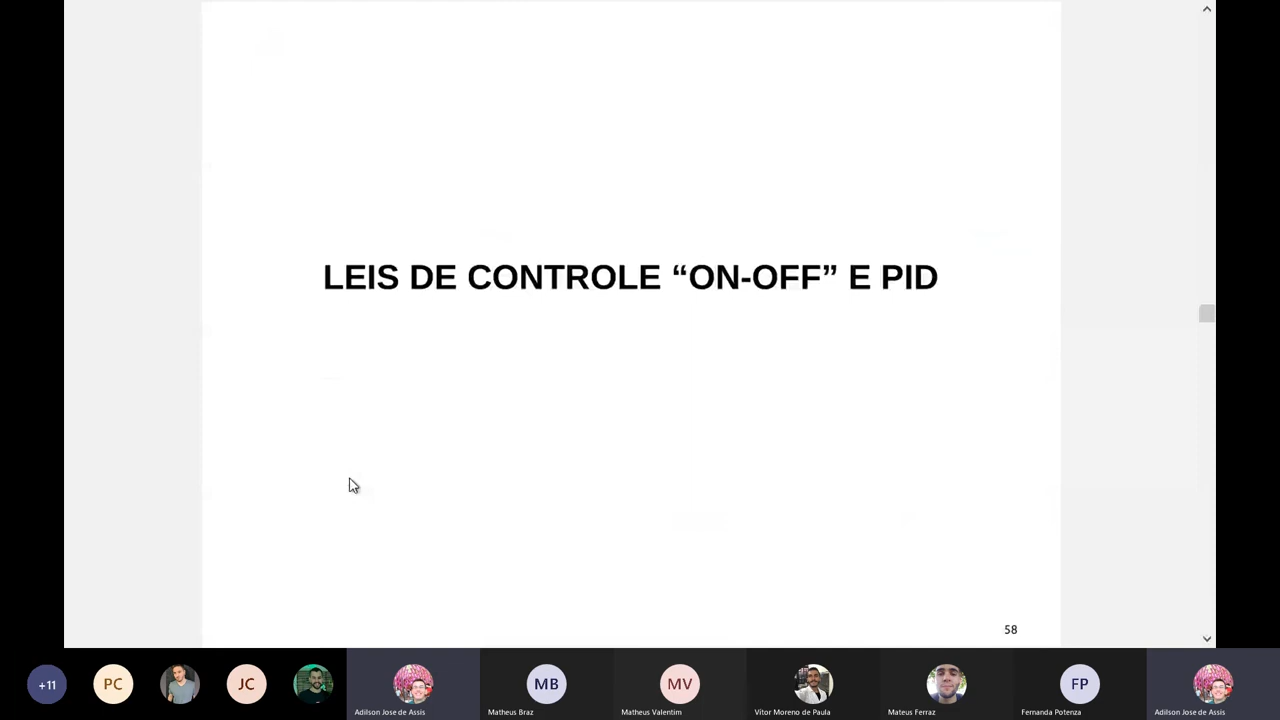 LEIS DE CONTROLE “ON-OFF” E PID
58
+11
PC
JC
Adilson Jose de Assis
MB
Matheus Braz
MV
Matheus Valentim
Vítor Moreno de Paula
Mateus Ferraz
FP
Fernanda Potenza
Adilson Jose de Assis